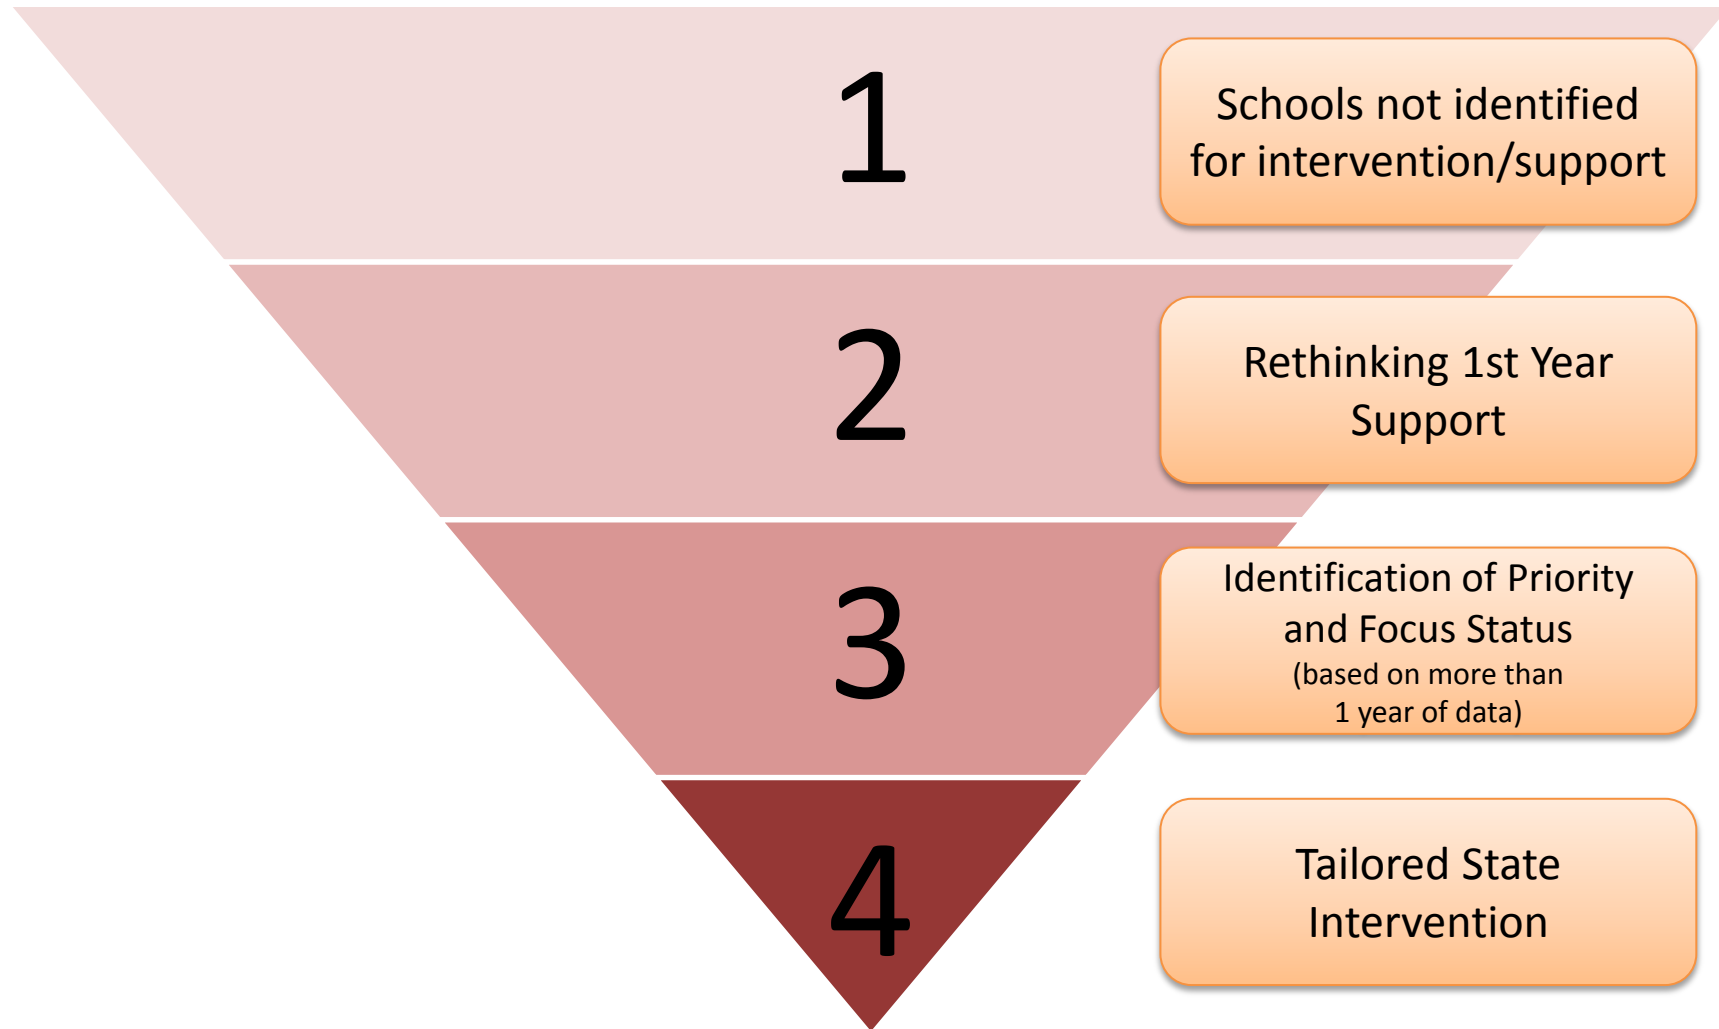 1
Schools not identified
for intervention/support
2
Rethinking 1st Year
Support
3
Identification of Priority
and Focus Status
(based on more than
1 year of data)
4
Tailored State
Intervention